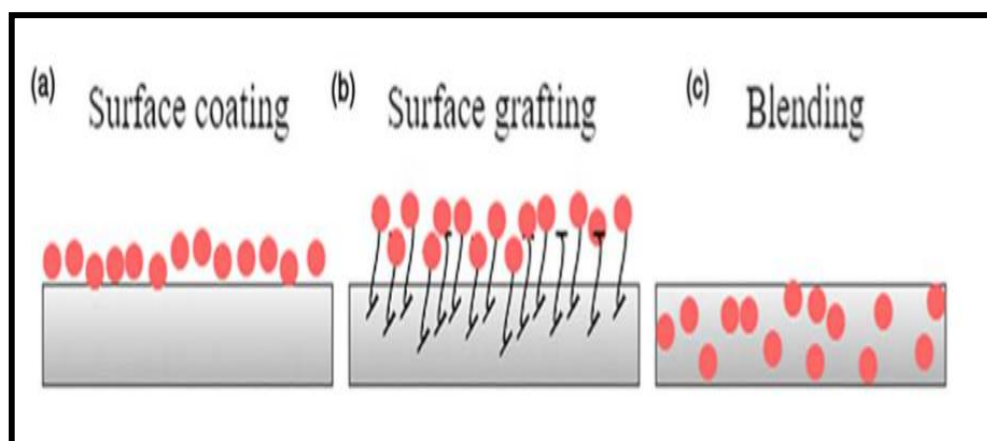 (a) Surface coating
(b) Surface grafting
(c) Blending